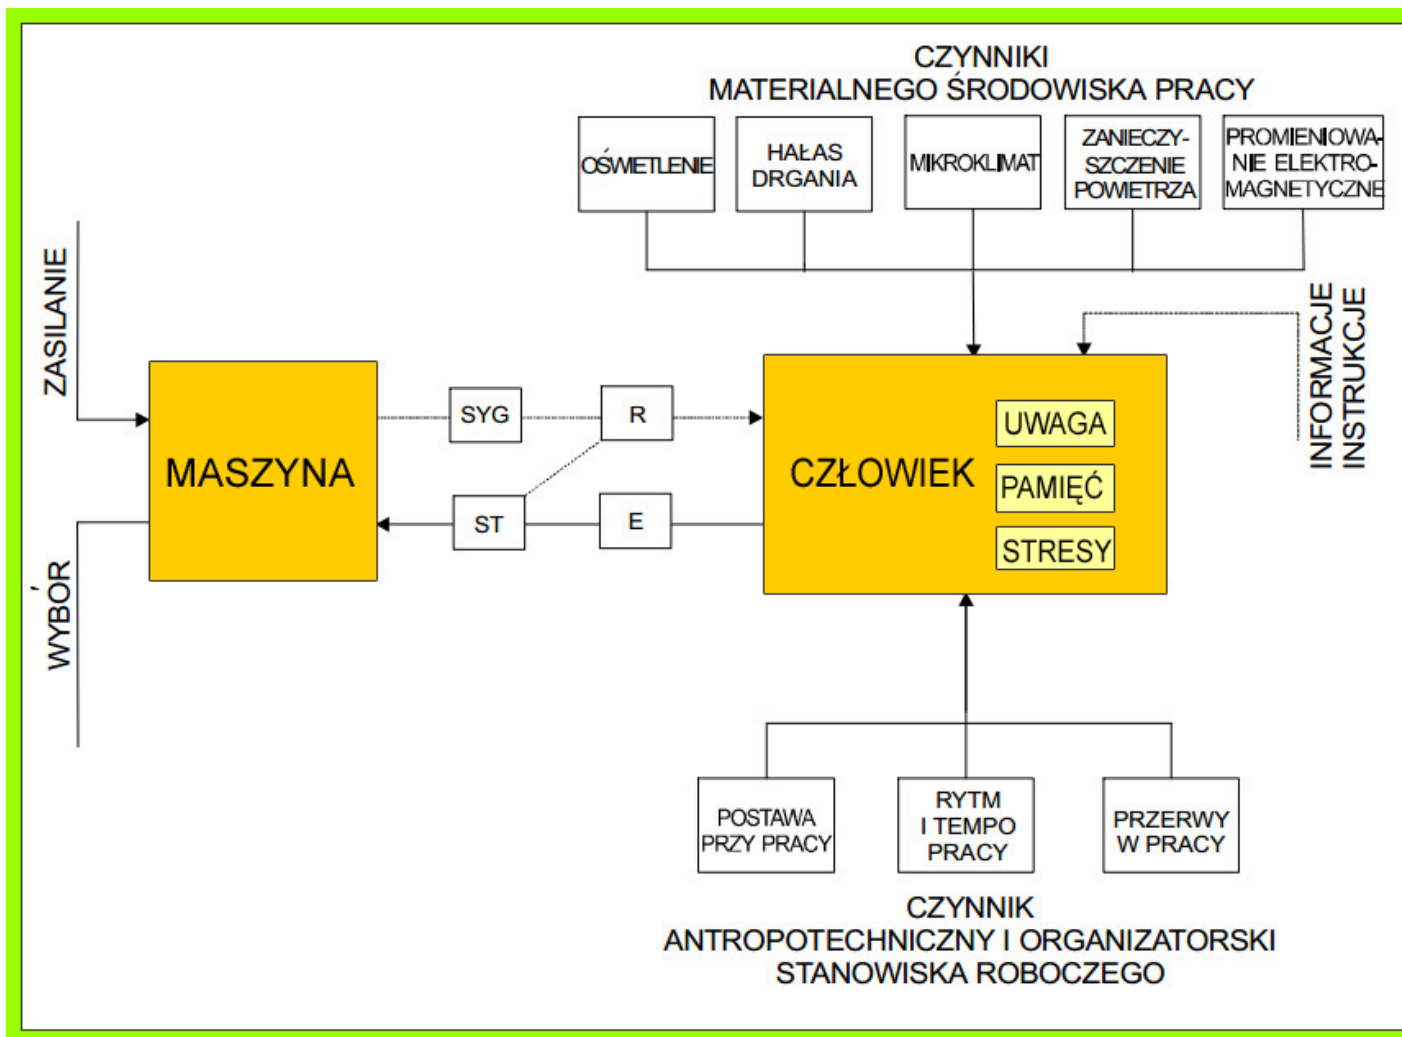 CZYNNIKI
MATERIALNEGO ŚRODOWISKA PRACY
OŚWIETLENIE
HAŁAS
DRGANIA
MIKROKLIMAT
ZANIECZY-
SZCZENIE
POWIETRZA
PROMIENIOWA-
NIE ELEKTRO-
MAGNETYCZNE
ZASILANIE
INFORMACJE
INSTRUKCJE
MASZYNA
SYG
R
ST
E
CZŁOWIEK
UWAGA
PAMIĘĆ
STRESY
WYBÓR
POSTAWA
PRZY PRACY
RYTM
I TEMPO
PRACY
PRZERWY
W PRACY
CZYNNIK
ANTROPOTECHNICZNY I ORGANIZATORSKI
STANOWISKA ROBOCZEGO